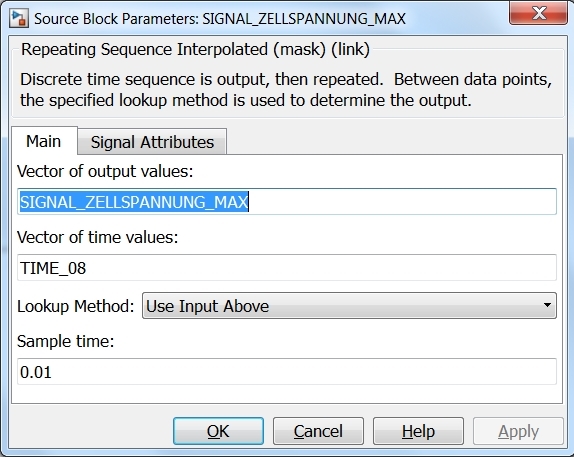 Source Block Parameters: SIGNAL_ZELLSPANNUNG_MAX
Repeating Sequence Interpolated (mask) (link)
Discrete time sequence is output, then repeated.  Between data points,
the specified lookup method is used to determine the output.
Main
Signal Attributes
Vector of output values:
SIGNAL_ZELLSPANNUNG_MAX
Vector of time values:
TIME_08
Lookup Method: Use Input Above
Sample time:
0.01
OK Cancel Help Apply